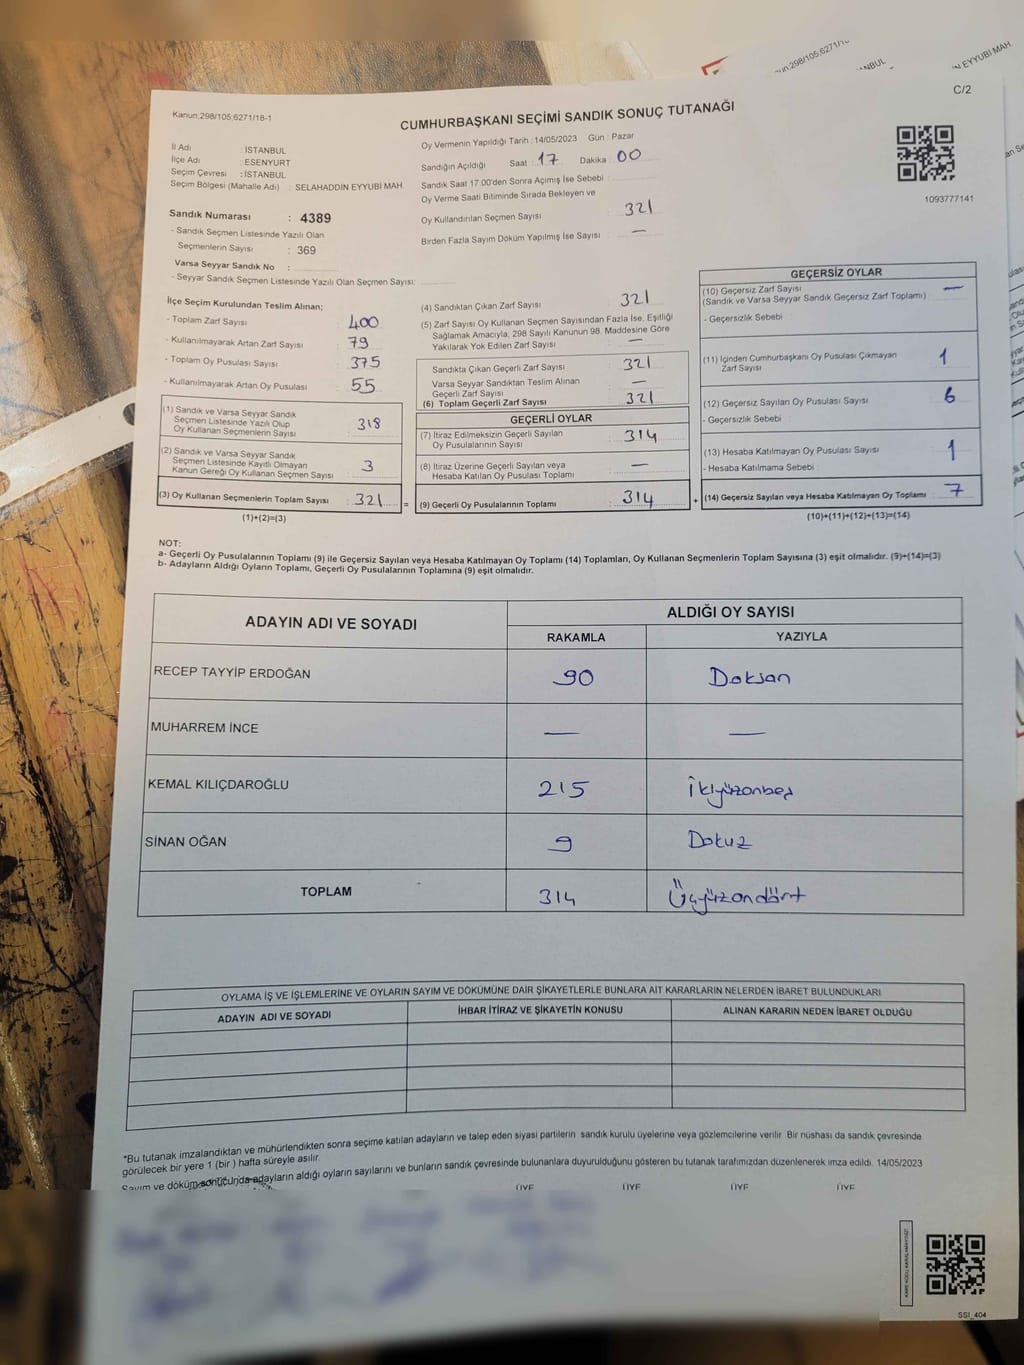 un.298/105;6271/1
ANBUL
N EYYUBİ MAH
C/2
Kanun;298/105;6271/18-1
CUMHURBAŞKANI SEÇİMİ SANDIK SONUÇ TUTANAĞI
Oy Vermenin Yapıldığı Tarih : 14/05/2023 Gün : Pazar
İl Adı : İSTANBUL
İlçe Adı : ESENYURT
Seçim Çevresi : İSTANBUL
Seçim Bölgesi (Mahalle Adı) : SELAHADDIN EYYUBİ MAH
Sandığın Açıldığı Saat : 17 Dakika : 00
Sandık Saat 17:00'den Sonra Açılmış İse Sebebi :
Oy Verme Saati Bitiminde Sırada Bekleyen ve
Oy Kullandırılan Seçmen Sayısı : 321
Birden Fazla Sayım Döküm Yapılmış İse Sayısı : —
1093777141
Sandık Numarası : 4389
- Sandık Seçmen Listesinde Yazılı Olan
Seçmenlerin Sayısı : 369
Varsa Seyyar Sandık No :
- Seyyar Sandık Seçmen Listesinde Yazılı Olan Seçmen Sayısı:
İlçe Seçim Kurulundan Teslim Alınan;
- Toplam Zarf Sayısı : 400
- Kullanılmayarak Artan Zarf Sayısı : 79
- Toplam Oy Pusulası Sayısı : 375
- Kullanılmayarak Artan Oy Pusulası : 55
(1) Sandık ve Varsa Seyyar Sandık
Seçmen Listesinde Yazılı Olup
Oy Kullanan Seçmenlerin Sayısı : 318
(2) Sandık ve Varsa Seyyar Sandık
Seçmen Listesinde Kayıtlı Olmayan
Kanun Gereği Oy Kullanan Seçmen Sayısı : 3
(3) Oy Kullanan Seçmenlerin Toplam Sayısı : 321 =
(1)+(2)=(3)
(4) Sandıktan Çıkan Zarf Sayısı : 321
(5) Zarf Sayısı Oy Kullanan Seçmen Sayısından Fazla İse, Eşitliği
Sağlamak Amacıyla; 298 Sayılı Kanunun 98. Maddesine Göre
Yakılarak Yok Edilen Zarf Sayısı : —
Sandıkta Çıkan Geçerli Zarf Sayısı : 321
Varsa Seyyar Sandıktan Teslim Alınan
Geçerli Zarf Sayısı : —
(6) Toplam Geçerli Zarf Sayısı : 321
GEÇERLİ OYLAR
(7) İtiraz Edilmeksizin Geçerli Sayılan
Oy Pusulalarının Sayısı : 314
(8) İtiraz Üzerine Geçerli Sayılan veya
Hesaba Katılan Oy Pusulası Toplamı : —
(9) Geçerli Oy Pusulalarının Toplamı : 314 +
GEÇERSİZ OYLAR
(10) Geçersiz Zarf Sayısı : —
(Sandık ve Varsa Seyyar Sandık Geçersiz Zarf Toplamı)
- Geçersizlik Sebebi :
(11) İçinden Cumhurbaşkanı Oy Pusulası Çıkmayan
Zarf Sayısı : 1
(12) Geçersiz Sayılan Oy Pusulası Sayısı : 6
- Geçersizlik Sebebi :
(13) Hesaba Katılmayan Oy Pusulası Sayısı : 1
- Hesaba Katılmama Sebebi :
(14) Geçersiz Sayılan veya Hesaba Katılmayan Oy Toplamı : 7
(10)+(11)+(12)+(13)=(14)
NOT:
a- Geçerli Oy Pusulalarının Toplamı (9) ile Geçersiz Sayılan veya Hesaba Katılmayan Oy Toplamı (14) Toplamları, Oy Kullanan Seçmenlerin Toplam Sayısına (3) eşit olmalıdır. (9)+(14)=(3)
b- Adayların Aldığı Oyların Toplamı, Geçerli Oy Pusulalarının Toplamına (9) eşit olmalıdır.
ADAYIN ADI VE SOYADI
ALDIĞI OY SAYISI
RAKAMLA YAZIYLA
RECEP TAYYİP ERDOĞAN 90 Doksan
MUHARREM İNCE — —
KEMAL KILIÇDAROĞLU 215 İkiyüzonbeş
SİNAN OĞAN 9 Dokuz
TOPLAM 314 Üçyüzondört
OYLAMA İŞ VE İŞLEMLERİNE VE OYLARIN SAYIM VE DÖKÜMÜNE DAİR ŞİKAYETLERLE BUNLARA AİT KARARLARIN NELERDEN İBARET BULUNDUKLARI
ADAYIN ADI VE SOYADI İHBAR İTİRAZ VE ŞİKAYETİN KONUSU ALINAN KARARIN NEDEN İBARET OLDUĞU
*Bu tutanak imzalandıktan ve mühürlendikten sonra seçime katılan adayların ve talep eden siyasi partilerin sandık kurulu üyelerine veya gözlemcilerine verilir. Bir nüshası da sandık çevresinde
görülecek bir yere 1 (bir) hafta süreyle asılır.
Sayım ve döküm sonucunda adayların aldığı oyların sayılarını ve bunların sandık çevresinde bulunanlara duyurulduğunu gösteren bu tutanak tarafımızdan düzenlenerek imza edildi. 14/05/2023
ÜYE ÜYE ÜYE ÜYE
SSI_404